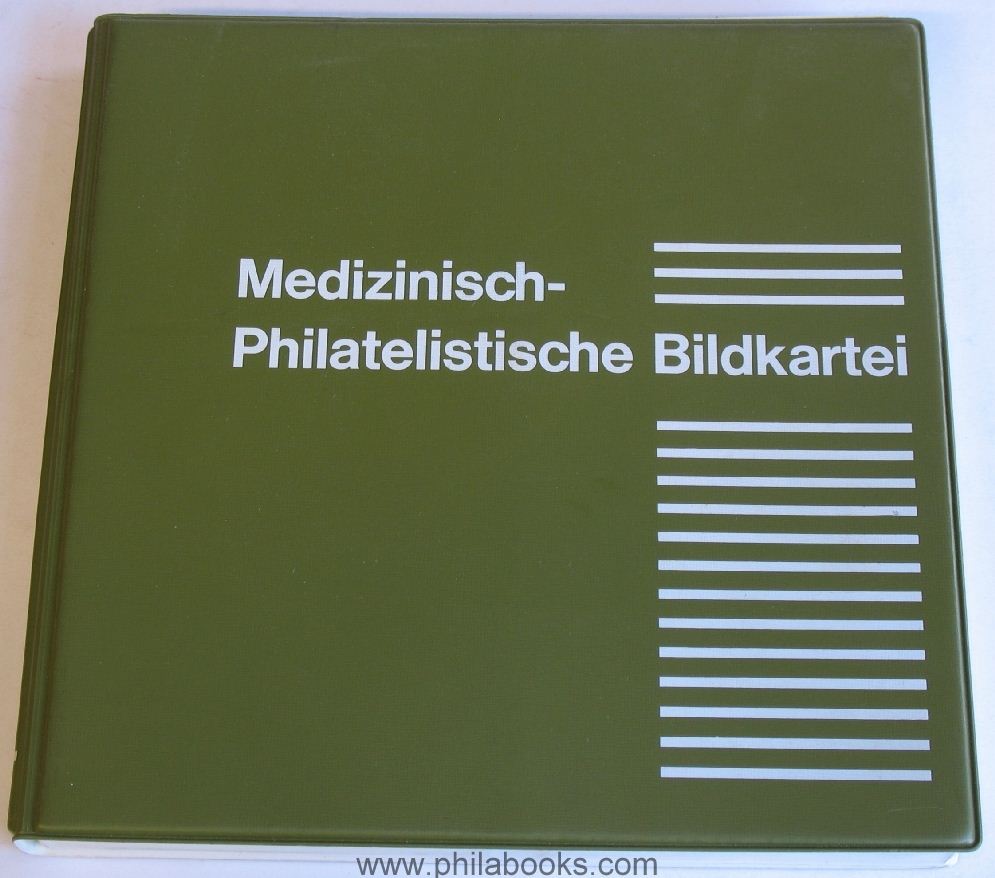 Medizinisch-
Philatelistische Bildkartei
www.philabooks.com